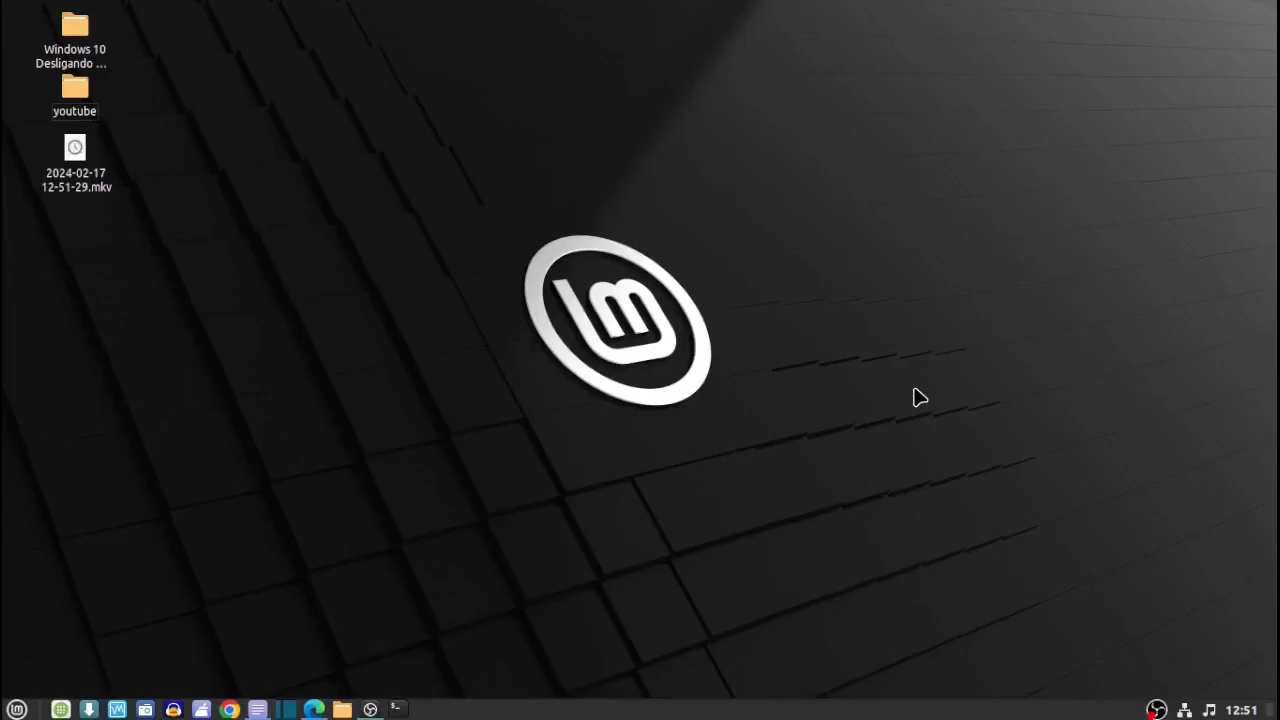 Windows 10
Desligando ...
youtube
2024-02-17
12-51-29.mkv
12:51